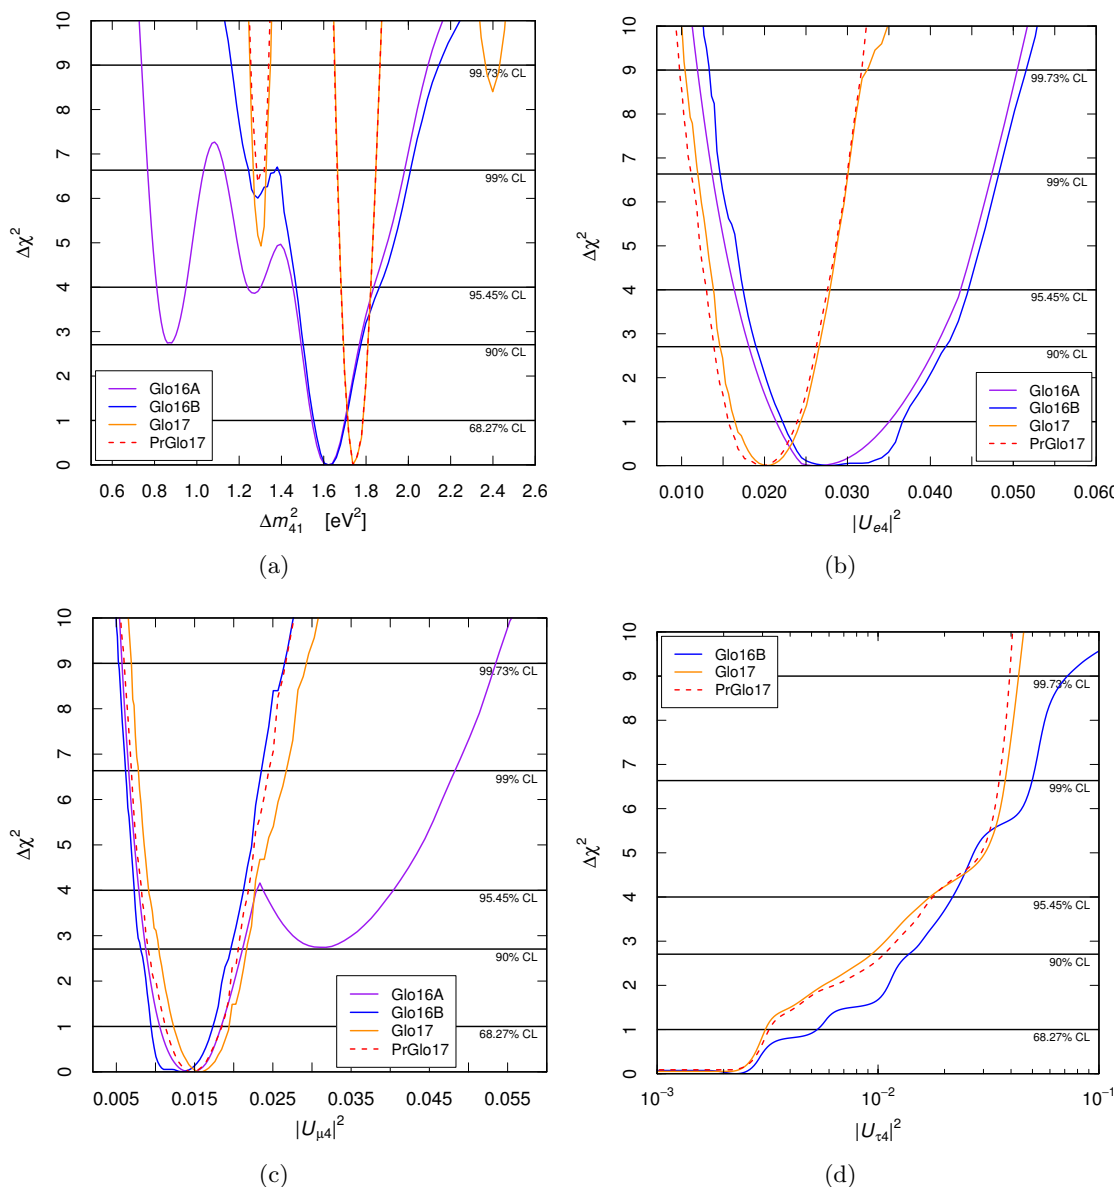 10
9
8
7
6
5
4
3
2
1
0
Δχ²
99.73% CL
99% CL
95.45% CL
90% CL
68.27% CL
Glo16A
Glo16B
Glo17
PrGlo17
0.6 0.8 1.0 1.2 1.4 1.6 1.8 2.0 2.2 2.4 2.6
Δm²₄₁ [eV²]
(a)
10
9
8
7
6
5
4
3
2
1
0
Δχ²
99.73% CL
99% CL
95.45% CL
90% CL
68.27% CL
Glo16A
Glo16B
Glo17
PrGlo17
0.010 0.020 0.030 0.040 0.050 0.060
|Uₑ₄|²
(b)
10
9
8
7
6
5
4
3
2
1
0
Δχ²
99.73% CL
99% CL
95.45% CL
90% CL
68.27% CL
Glo16A
Glo16B
Glo17
PrGlo17
0.005 0.015 0.025 0.035 0.045 0.055
|U_μ4|²
(c)
10
9
8
7
6
5
4
3
2
1
0
Δχ²
Glo16B
Glo17
PrGlo17
99.73% CL
99% CL
95.45% CL
90% CL
68.27% CL
10⁻³ 10⁻² 10⁻¹
|U_τ4|²
(d)